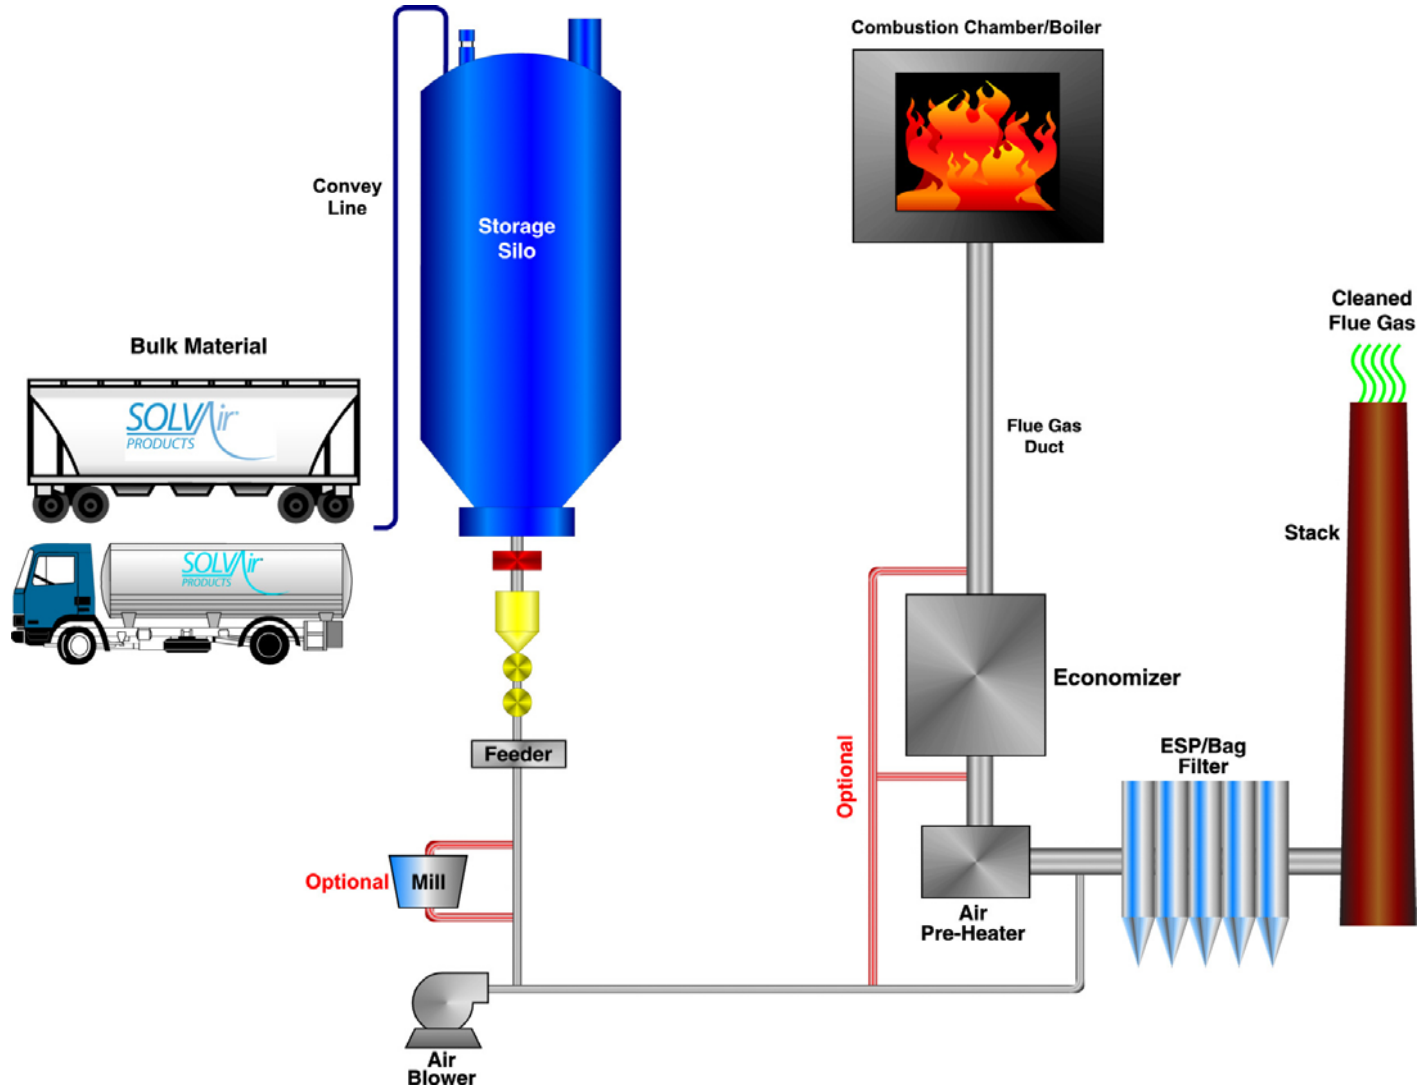 Combustion Chamber/Boiler
Convey
Line
Storage
Silo
Cleaned
Flue Gas
Bulk Material
SOLVAir
PRODUCTS
Flue Gas
Duct
Stack
SOLVAir
PRODUCTS
Economizer
Feeder
ESP/Bag
Filter
Optional
Optional
Mill
Air
Pre-Heater
Air
Blower